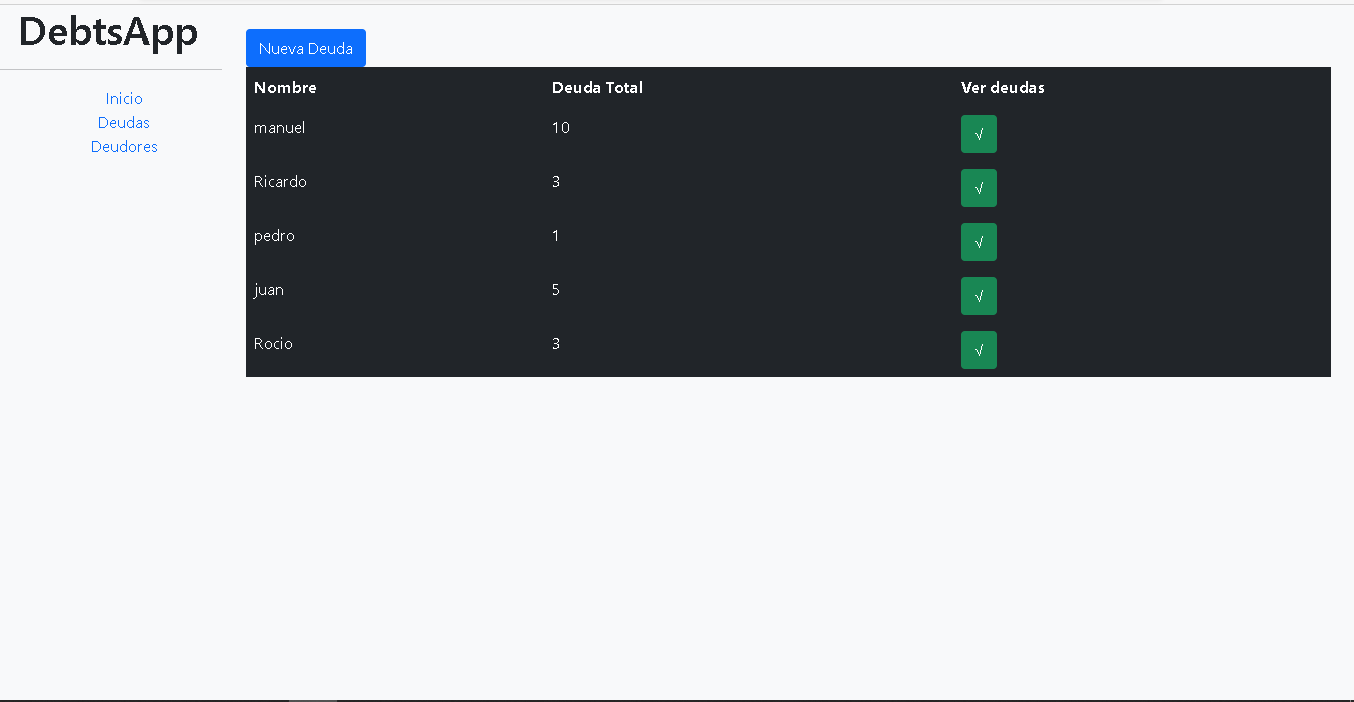 DebtsApp
Inicio
Deudas
Deudores
Nueva Deuda
Nombre Deuda Total Ver deudas
manuel 10 √
Ricardo 3 √
pedro 1 √
juan 5 √
Rocio 3 √